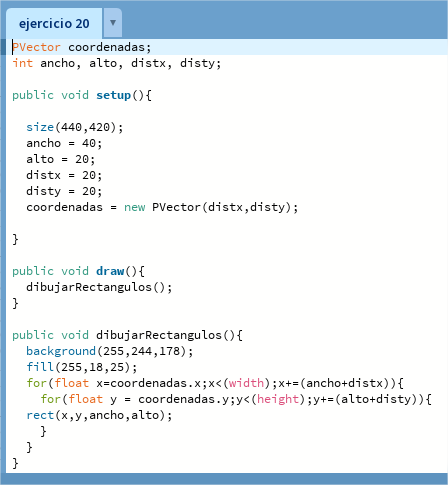 ejercicio 20 ▼
PVector coordenadas;
int ancho, alto, distx, disty;
public void setup(){
size(440,420);
ancho = 40;
alto = 20;
distx = 20;
disty = 20;
coordenadas = new PVector(distx,disty);
}
public void draw(){
dibujarRectangulos();
}
public void dibujarRectangulos(){
background(255,244,178);
fill(255,18,25);
for(float x=coordenadas.x;x<(width);x+=(ancho+distx)){
for(float y = coordenadas.y;y<(height);y+=(alto+disty)){
rect(x,y,ancho,alto);
}
}
}